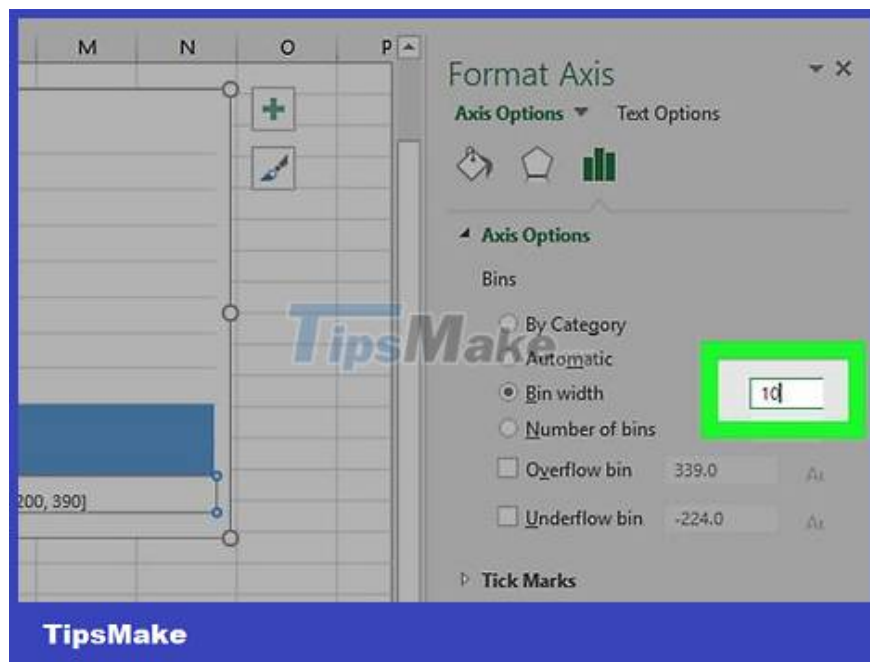 M N O P
Format Axis
Axis Options Text Options
Axis Options
Bins
By Category
Automatic
Bin width 10
Number of bins
Overflow bin 339.0
Underflow bin -224.0
200, 390]
Tick Marks
TipsMake
TipsMake